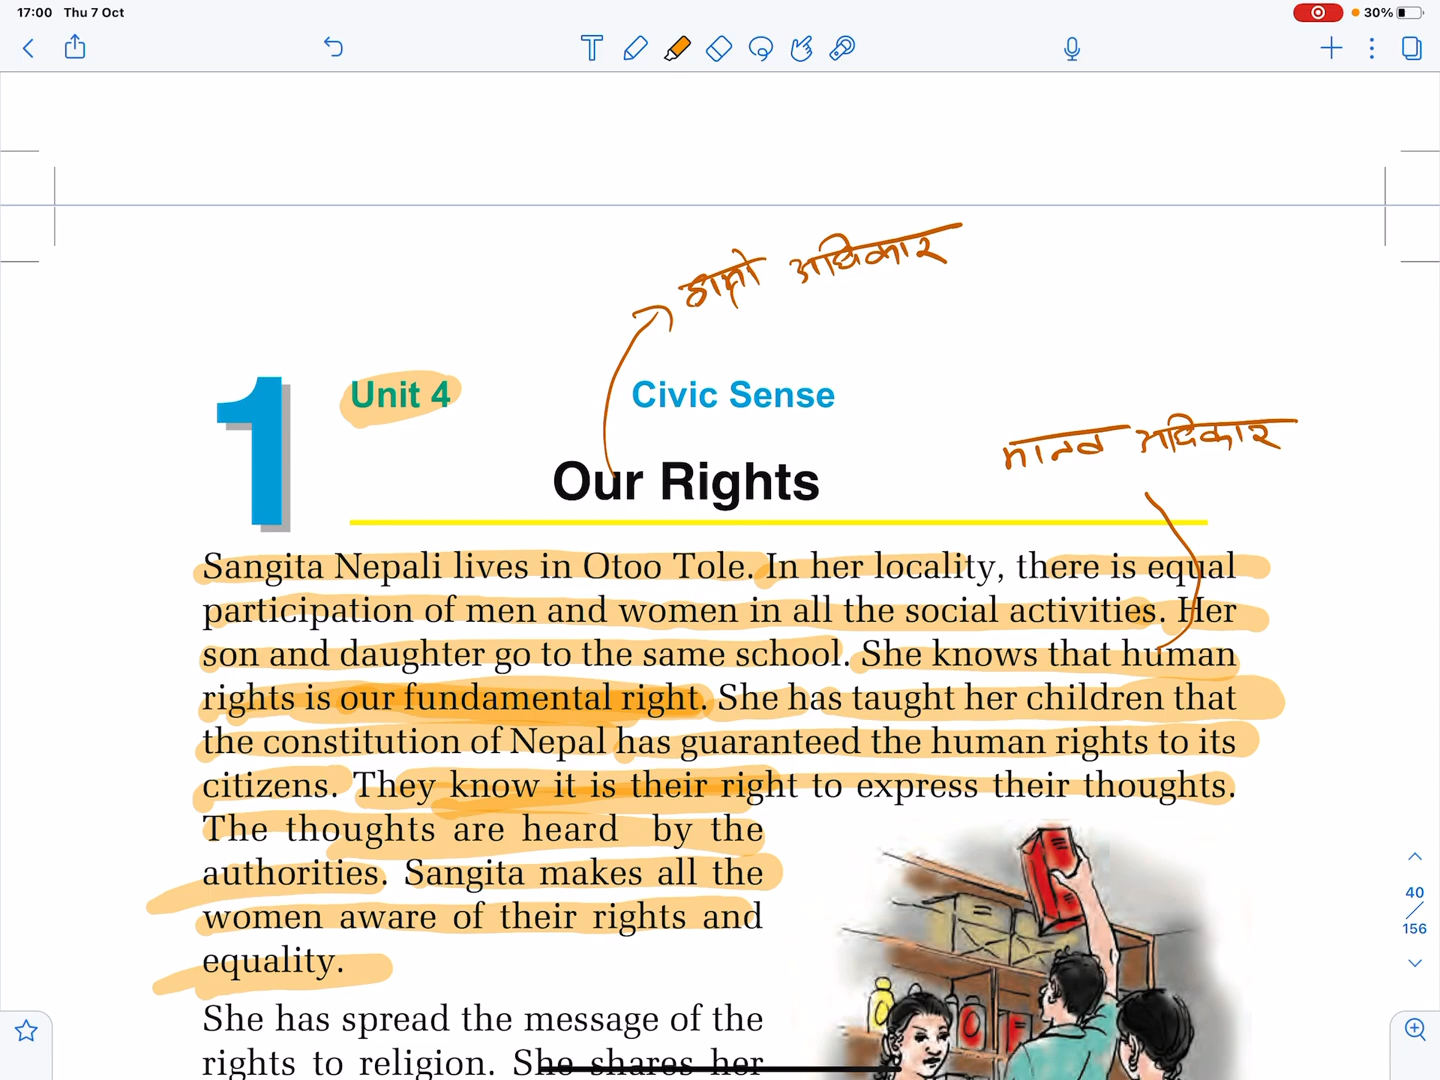 17:00 Thu 7 Oct
30%
हाम्रो अधिकार
1
Unit 4 Civic Sense
मानव अधिकार
Our Rights
Sangita Nepali lives in Otoo Tole. In her locality, there is equal
participation of men and women in all the social activities. Her
son and daughter go to the same school. She knows that human
rights is our fundamental right. She has taught her children that
the constitution of Nepal has guaranteed the human rights to its
citizens. They know it is their right to express their thoughts.
The thoughts are heard by the
authorities. Sangita makes all the
women aware of their rights and
equality.
She has spread the message of the
rights to religion. She shares her
40
156